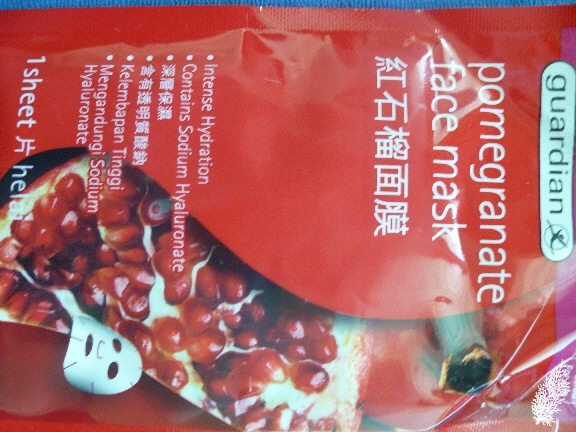 guardian
pomegranate
face mask
紅石榴面膜
• Intense Hydration
• Contains Sodium Hyaluronate
• 深層保濕
• 含有透明質酸鈉
• Kelembapan Tinggi
• Mengandungi Sodium
Hyaluronate
1sheet 片 helai